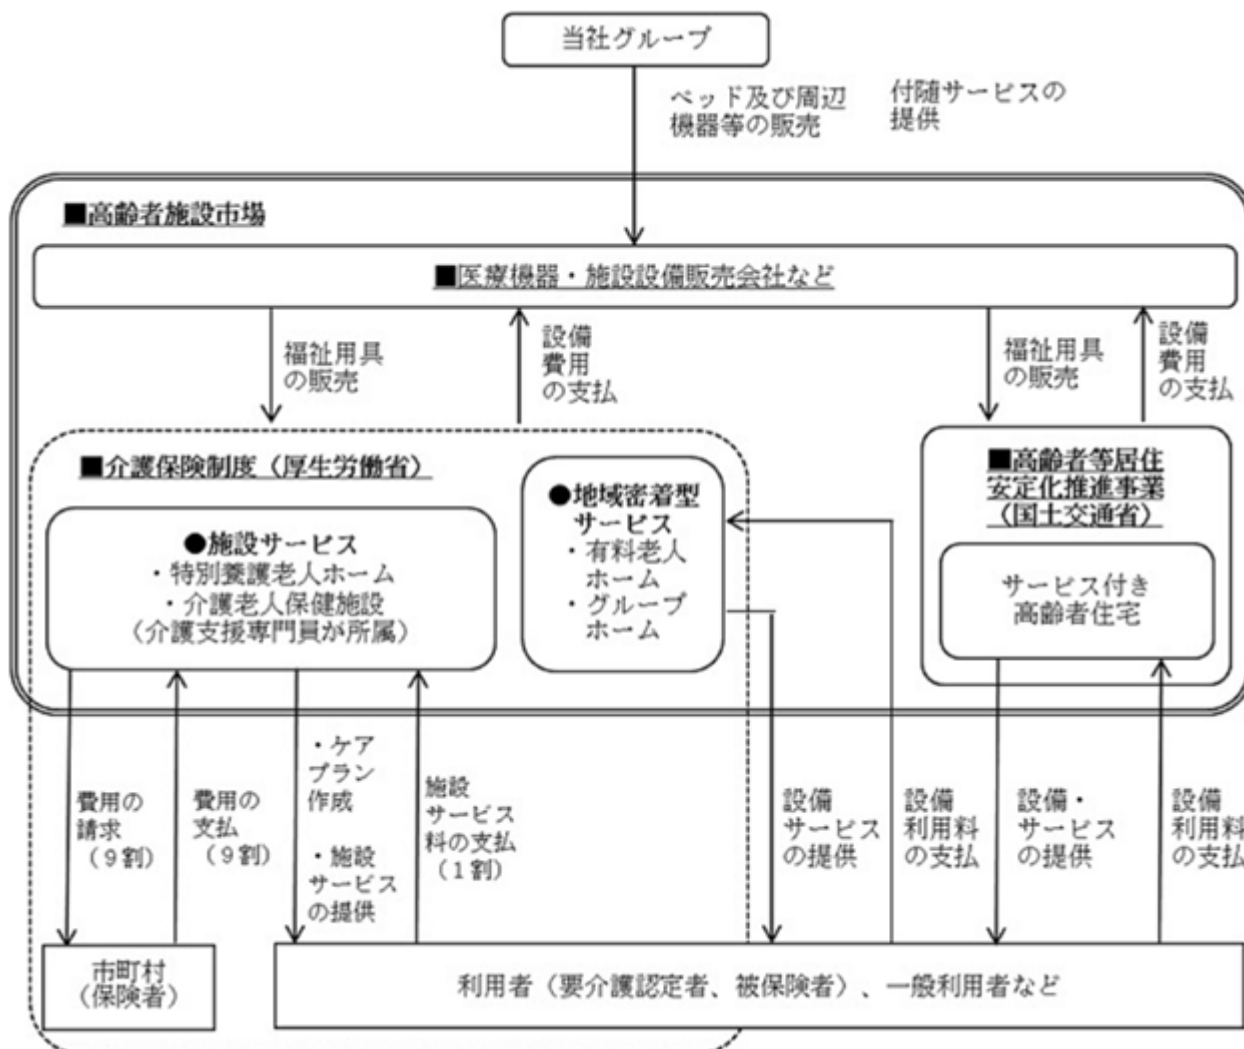 当社グループ
ベッド及び周辺
機器等の販売
付随サービスの
提供
■高齢者施設市場
■医療機器・施設設備販売会社など
福祉用具
の販売
設備
費用
の支払
福祉用具
の販売
設備
費用
の支払
■介護保険制度（厚生労働省）
●施設サービス
・特別養護老人ホーム
・介護老人保健施設
（介護支援専門員が所属）
●地域密着型
サービス
・有料老人
ホーム
・グループ
ホーム
■高齢者等居住
安定化推進事業
（国土交通省）
サービス付き
高齢者住宅
費用の
請求
（９割）
費用の
支払
（９割）
・ケア
プラン
作成
・施設
サービス
の提供
施設
サービス
料の支払
（１割）
設備
サービス
の提供
設備
利用料
の支払
設備・
サービス
の提供
設備
利用料
の支払
市町村
（保険者）
利用者（要介護認定者、被保険者）、一般利用者など